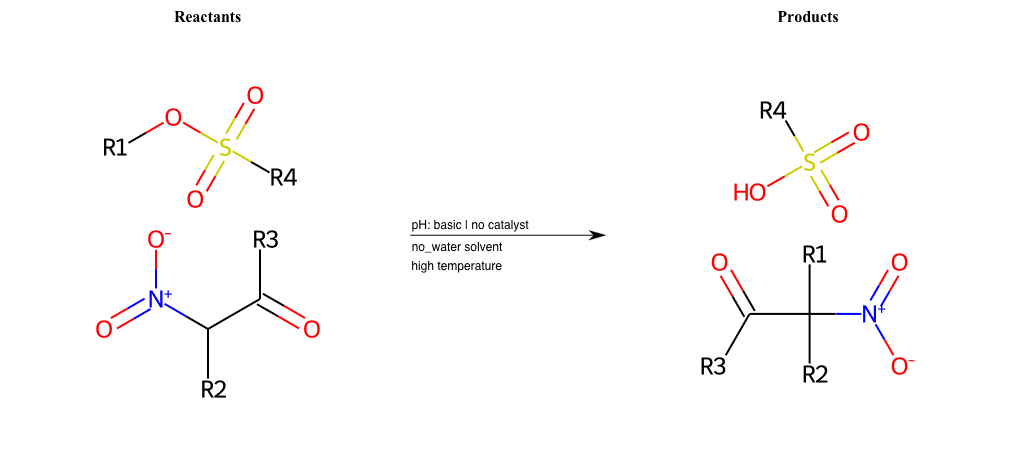 Reactants
Products
R1
O
O
S
O
R4
O⁻
N⁺
O
R3
O
R2
pH: basic | no catalyst
no_water solvent
high temperature
R4
O
S
HO
O
O
R1
O
N⁺
R3
R2
O⁻